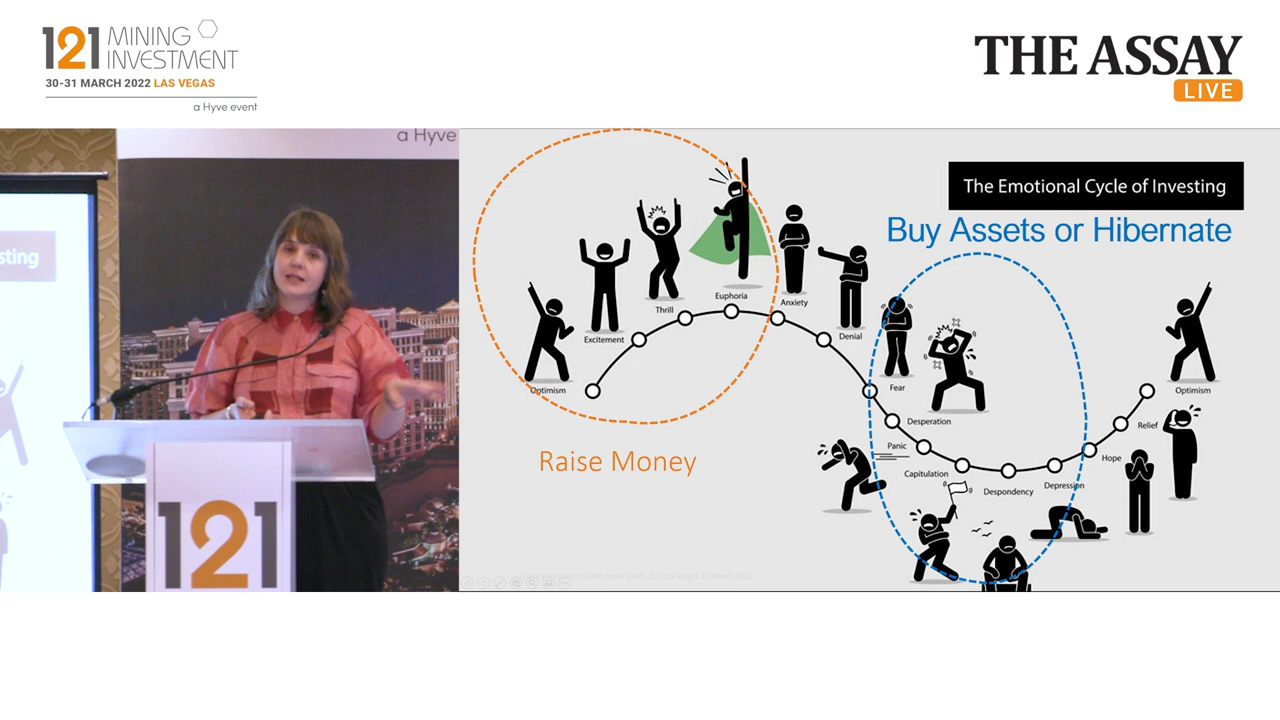 121 MINING
INVESTMENT
30-31 MARCH 2022 LAS VEGAS
a Hyve event
THE ASSAY
LIVE
a Hyve
sting
121
The Emotional Cycle of Investing
Buy Assets or Hibernate
Euphoria
Thrill
Anxiety
Excitement
Denial
Optimism
Fear
Optimism
Desperation
Relief
Panic
Hope
Raise Money
Capitulation
Depression
Despondency